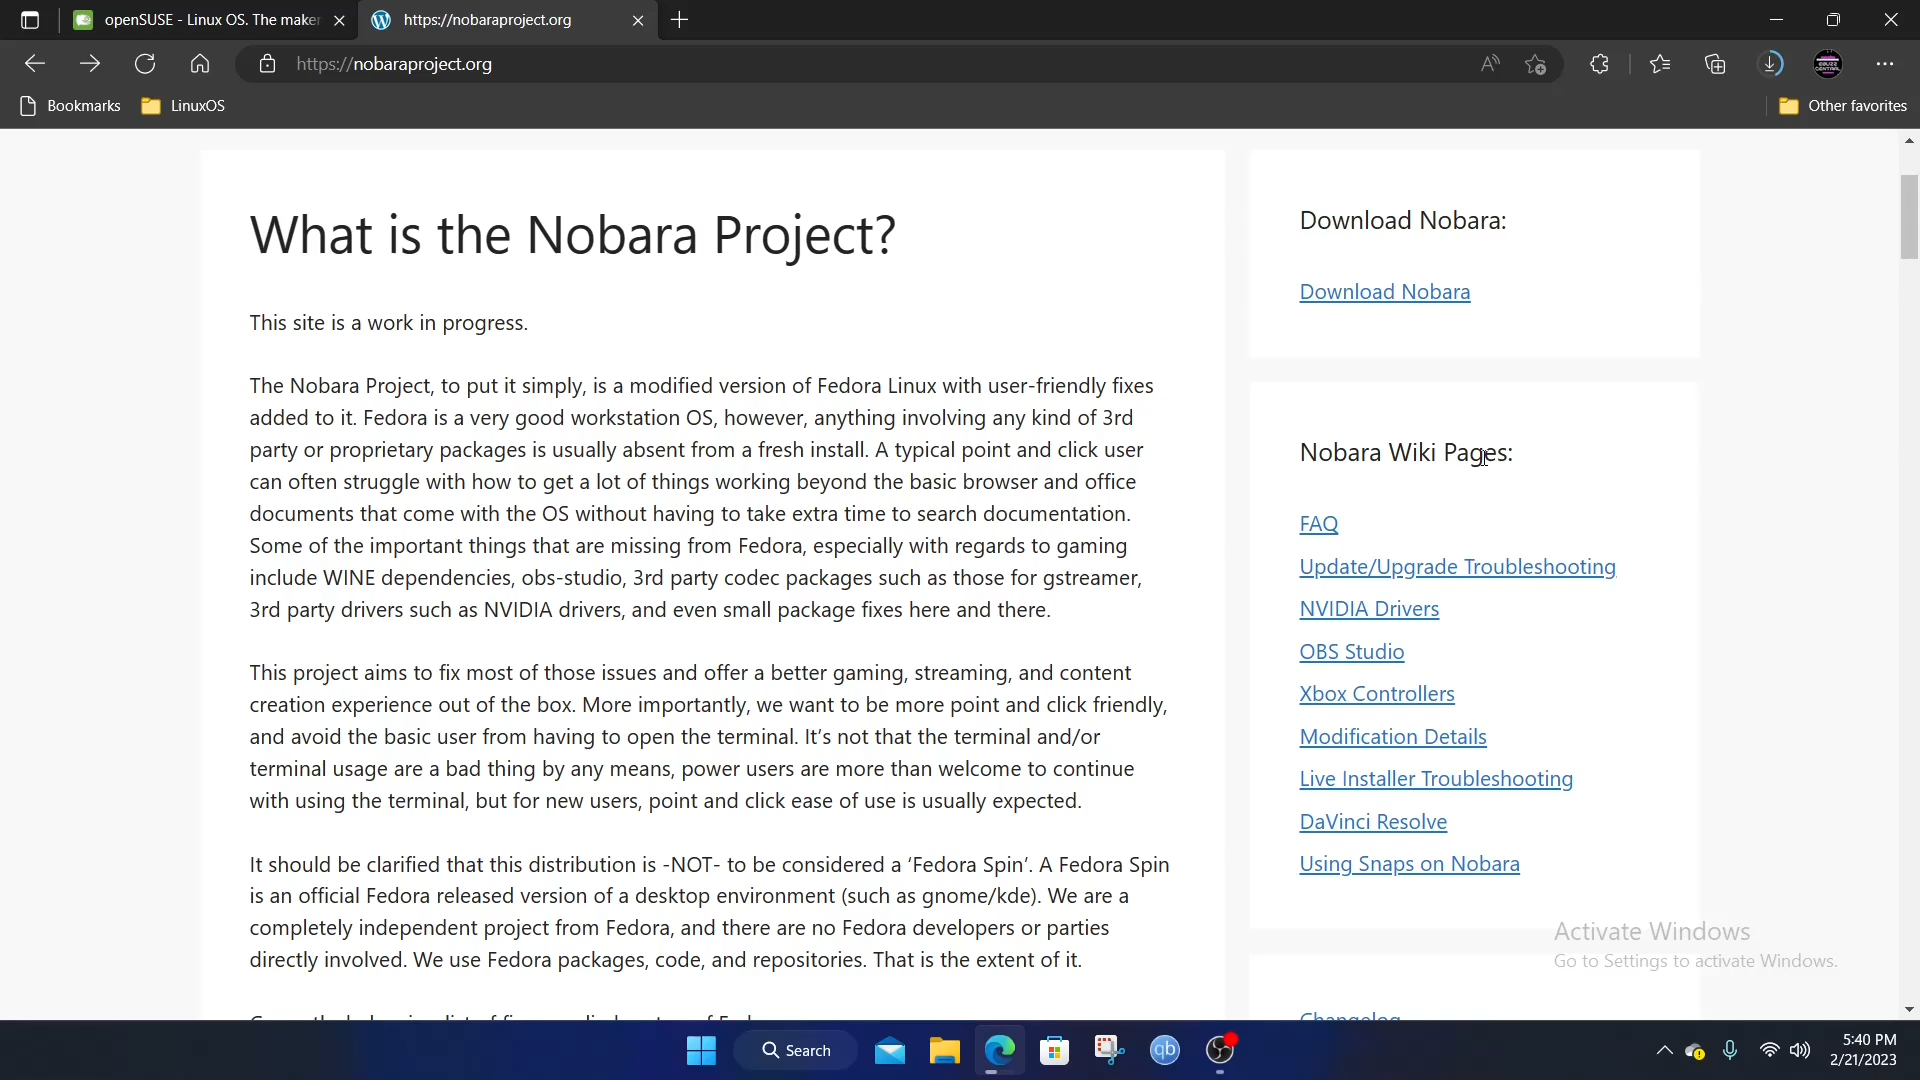 openSUSE - Linux OS. The maker
https://nobaraproject.org
https://nobaraproject.org
Bookmarks
LinuxOS
Other favorites
What is the Nobara Project?
This site is a work in progress.
The Nobara Project, to put it simply, is a modified version of Fedora Linux with user-friendly fixes
added to it. Fedora is a very good workstation OS, however, anything involving any kind of 3rd
party or proprietary packages is usually absent from a fresh install. A typical point and click user
can often struggle with how to get a lot of things working beyond the basic browser and office
documents that come with the OS without having to take extra time to search documentation.
Some of the important things that are missing from Fedora, especially with regards to gaming
include WINE dependencies, obs-studio, 3rd party codec packages such as those for gstreamer,
3rd party drivers such as NVIDIA drivers, and even small package fixes here and there.
This project aims to fix most of those issues and offer a better gaming, streaming, and content
creation experience out of the box. More importantly, we want to be more point and click friendly,
and avoid the basic user from having to open the terminal. It's not that the terminal and/or
terminal usage are a bad thing by any means, power users are more than welcome to continue
with using the terminal, but for new users, point and click ease of use is usually expected.
It should be clarified that this distribution is -NOT- to be considered a ‘Fedora Spin’. A Fedora Spin
is an official Fedora released version of a desktop environment (such as gnome/kde). We are a
completely independent project from Fedora, and there are no Fedora developers or parties
directly involved. We use Fedora packages, code, and repositories. That is the extent of it.
Download Nobara:
Download Nobara
Nobara Wiki Pages:
FAQ
Update/Upgrade Troubleshooting
NVIDIA Drivers
OBS Studio
Xbox Controllers
Modification Details
Live Installer Troubleshooting
DaVinci Resolve
Using Snaps on Nobara
Changelog
Activate Windows
Go to Settings to activate Windows.
Search
qb
5:40 PM
2/21/2023